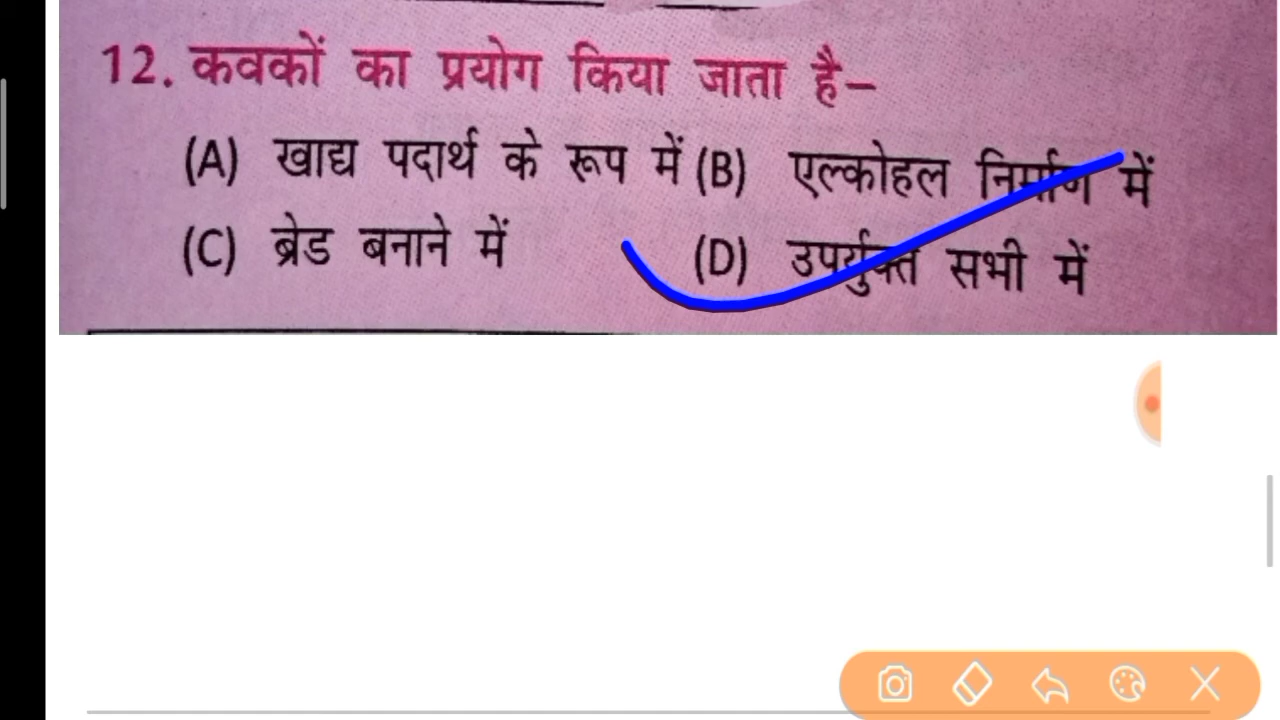 12. कवकों का प्रयोग किया जाता है–
(A) खाद्य पदार्थ के रूप में (B) एल्कोहल निर्माण में
(C) ब्रेड बनाने में (D) उपर्युक्त सभी में